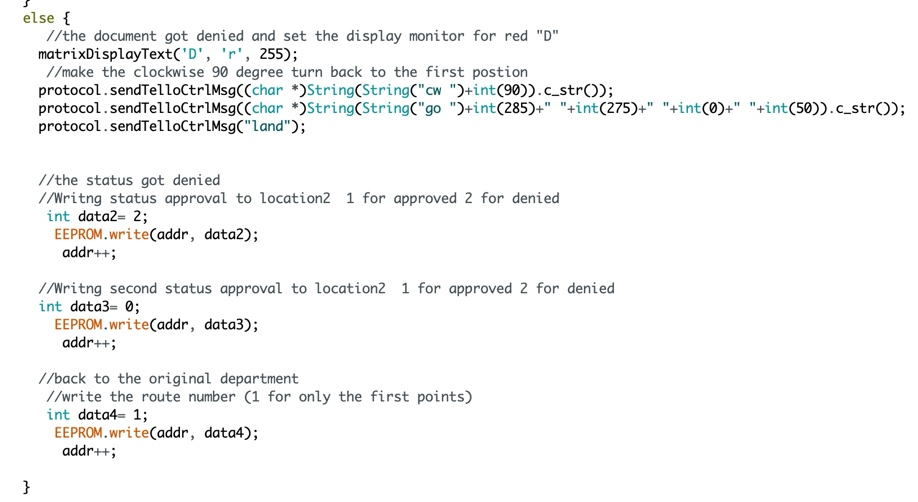 }
else {
//the document got denied and set the display monitor for red "D"
matrixDisplayText('D', 'r', 255);
//make the clockwise 90 degree turn back to the first postion
protocol.sendTelloCtrlMsg((char *)String(String("cw ")+int(90)).c_str());
protocol.sendTelloCtrlMsg((char *)String(String("go ")+int(285)+" "+int(275)+" "+int(0)+" "+int(50)).c_str());
protocol.sendTelloCtrlMsg("land");
//the status got denied
//Writng status approval to location2  1 for approved 2 for denied
int data2= 2;
EEPROM.write(addr, data2);
addr++;
//Writng second status approval to location2  1 for approved 2 for denied
int data3= 0;
EEPROM.write(addr, data3);
addr++;
//back to the original department
//write the route number (1 for only the first points)
int data4= 1;
EEPROM.write(addr, data4);
addr++;
}